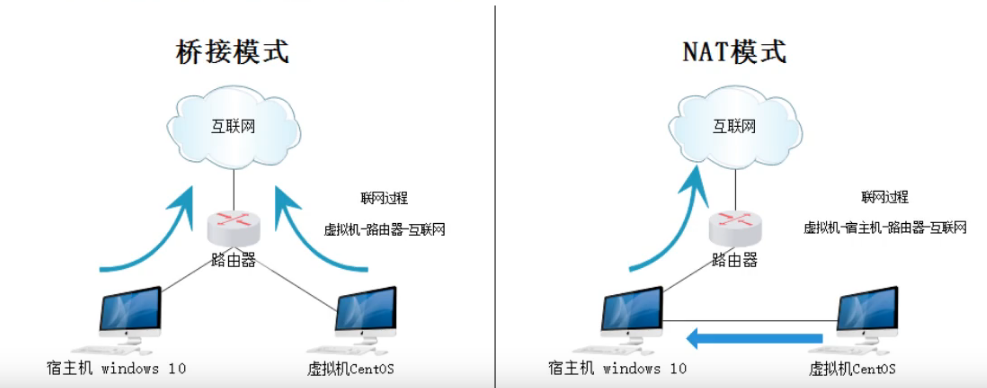 桥接模式
互联网
联网过程
虚拟机-路由器-互联网
路由器
宿主机 windows 10
虚拟机CentOS
NAT模式
互联网
联网过程
虚拟机-宿主机-路由器-互联网
路由器
宿主机 windows 10
虚拟机CentOS